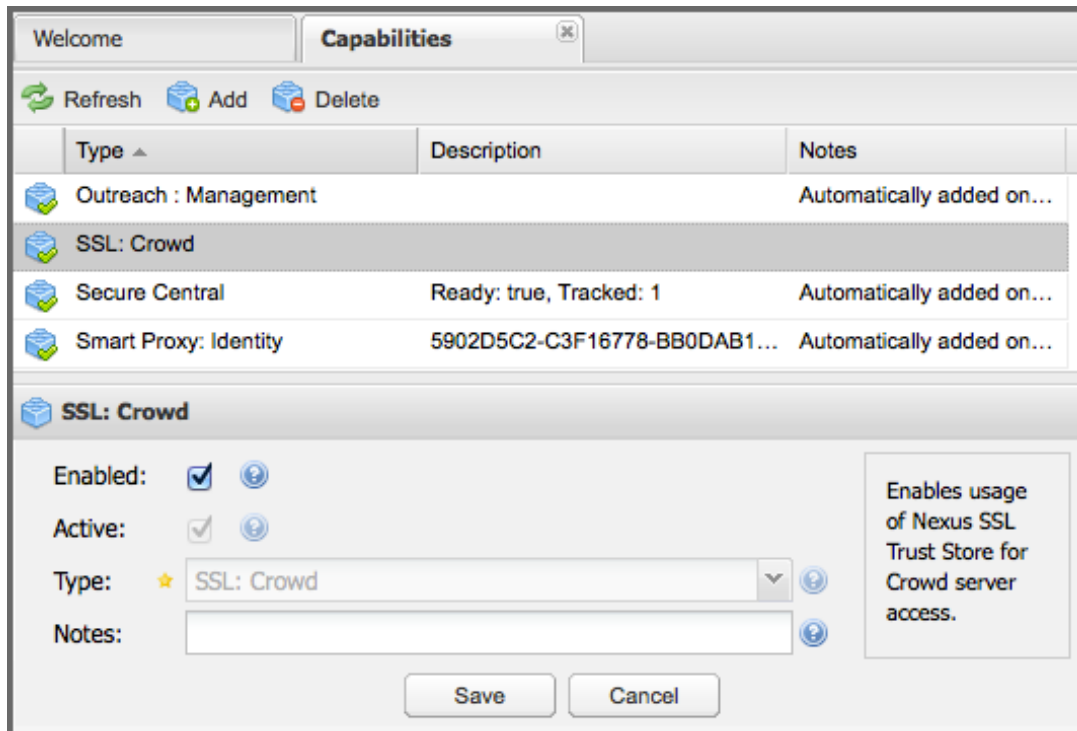 Welcome Capabilities
Refresh Add Delete
Type Description Notes
Outreach : Management Automatically added on…
SSL: Crowd
Secure Central Ready: true, Tracked: 1 Automatically added on…
Smart Proxy: Identity 5902D5C2-C3F16778-BB0DAB1… Automatically added on…
SSL: Crowd
Enabled:
Active:
Type: SSL: Crowd
Notes:
Enables usage
of Nexus SSL
Trust Store for
Crowd server
access.
Save Cancel